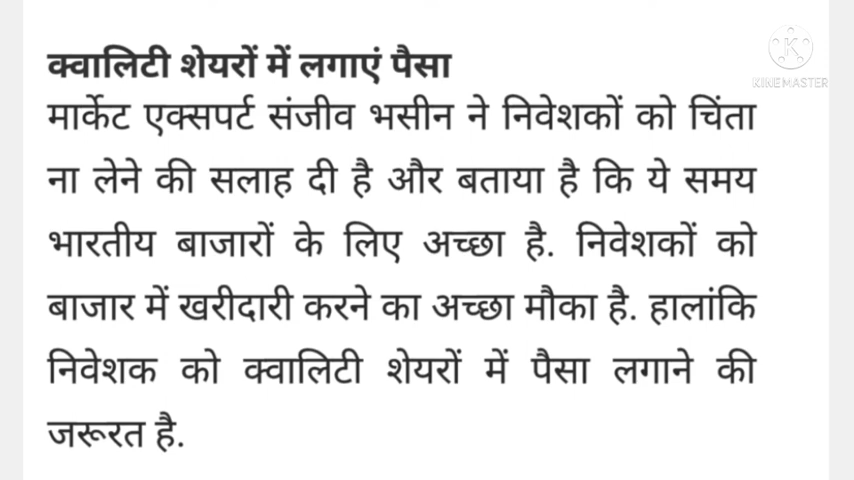 क्वालिटी शेयरों में लगाएं पैसा
मार्केट एक्सपर्ट संजीव भसीन ने निवेशकों को चिंता
ना लेने की सलाह दी है और बताया है कि ये समय
भारतीय बाजारों के लिए अच्छा है. निवेशकों को
बाजार में खरीदारी करने का अच्छा मौका है. हालांकि
निवेशक को क्वालिटी शेयरों में पैसा लगाने की
जरूरत है.
K
KINEMASTER